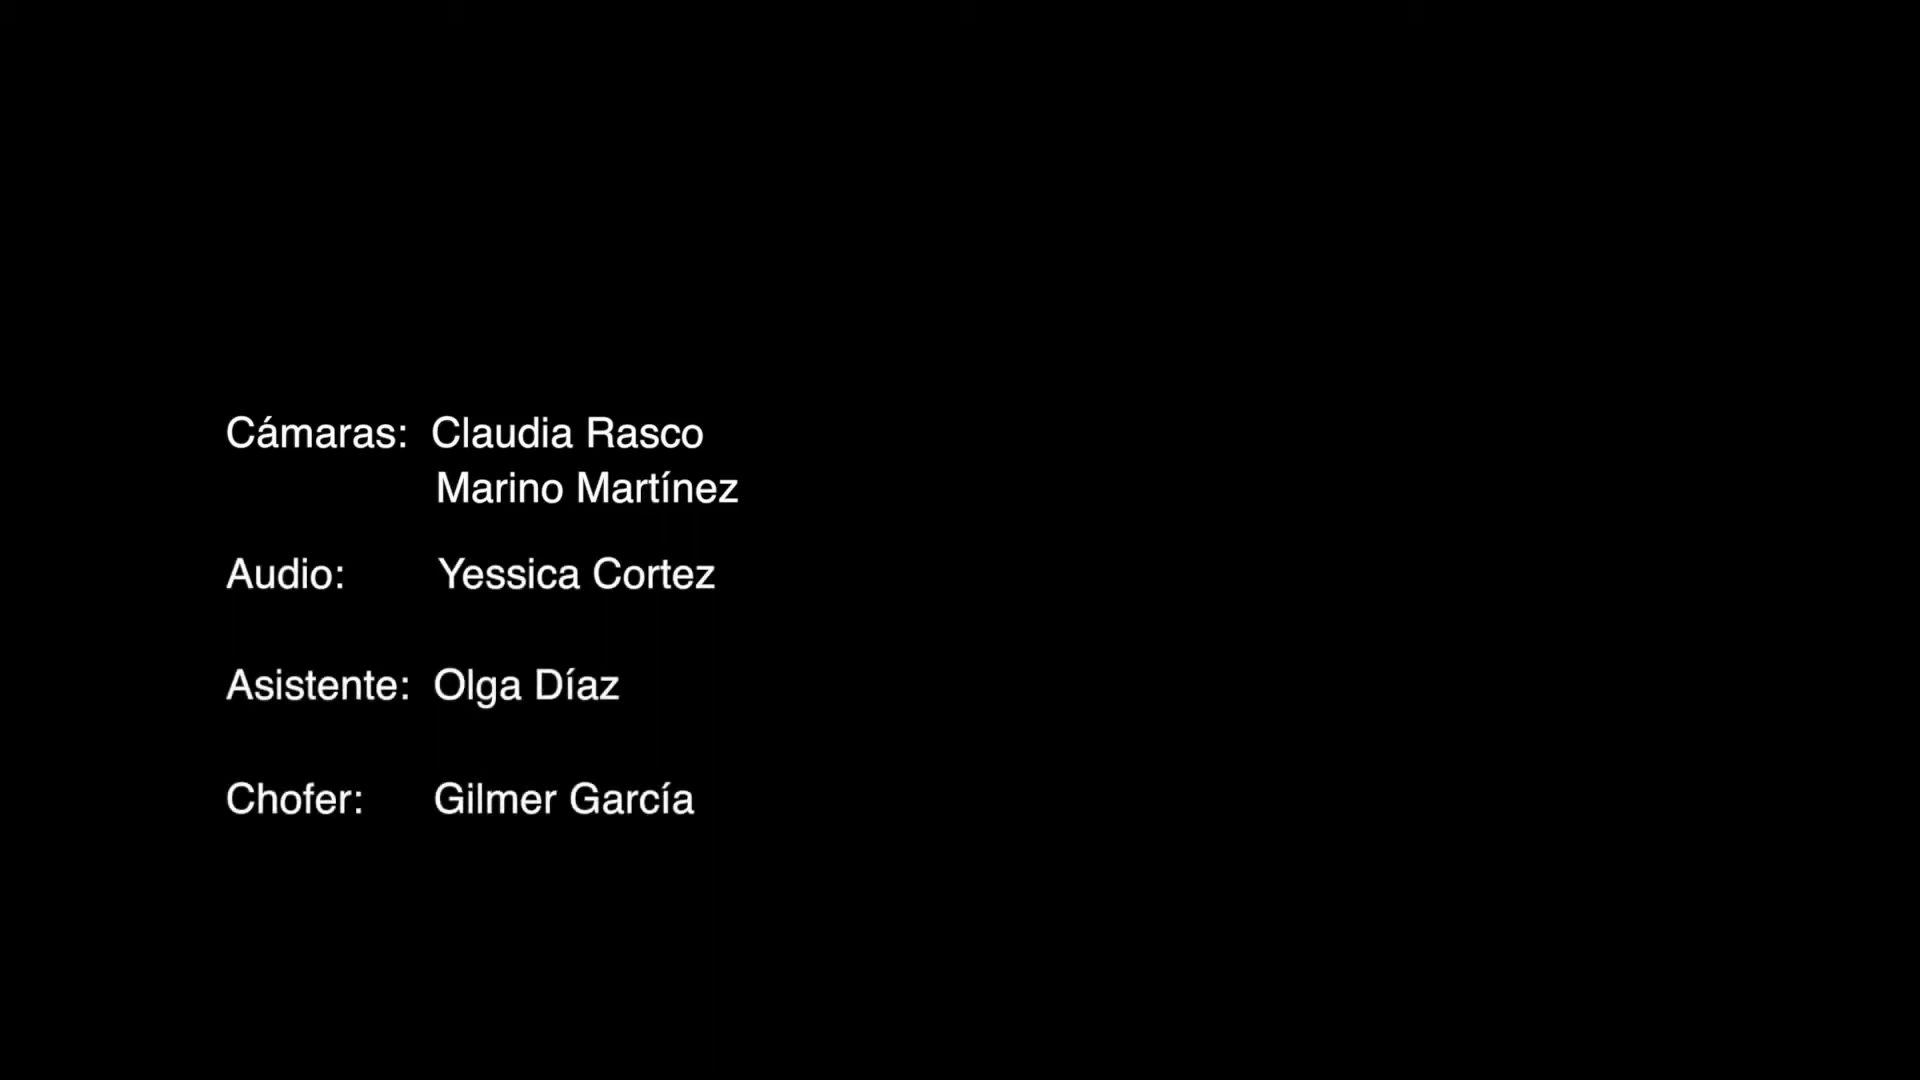 Cámaras: Claudia Rasco
Marino Martínez
Audio: Yessica Cortez
Asistente: Olga Díaz
Chofer: Gilmer García